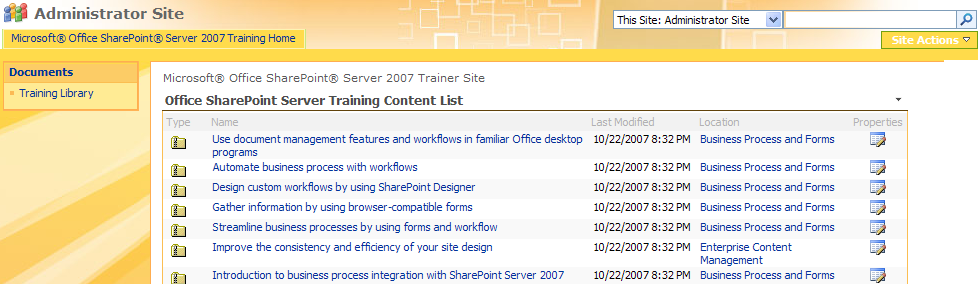 Administrator Site
This Site: Administrator Site
Microsoft® Office SharePoint® Server 2007 Training Home
Site Actions
Documents
Training Library
Microsoft® Office SharePoint® Server 2007 Trainer Site
Office SharePoint Server Training Content List
Type Name Last Modified Location Properties
Use document management features and workflows in familiar Office desktop 10/22/2007 8:32 PM Business Process and Forms
programs
Automate business process with workflows 10/22/2007 8:32 PM Business Process and Forms
Design custom workflows by using SharePoint Designer 10/22/2007 8:32 PM Business Process and Forms
Gather information by using browser-compatible forms 10/22/2007 8:32 PM Business Process and Forms
Streamline business processes by using forms and workflow 10/22/2007 8:32 PM Business Process and Forms
Improve the consistency and efficiency of your site design 10/22/2007 8:32 PM Enterprise Content
Management
Introduction to business process integration with SharePoint Server 2007 10/22/2007 8:32 PM Business Process and Forms